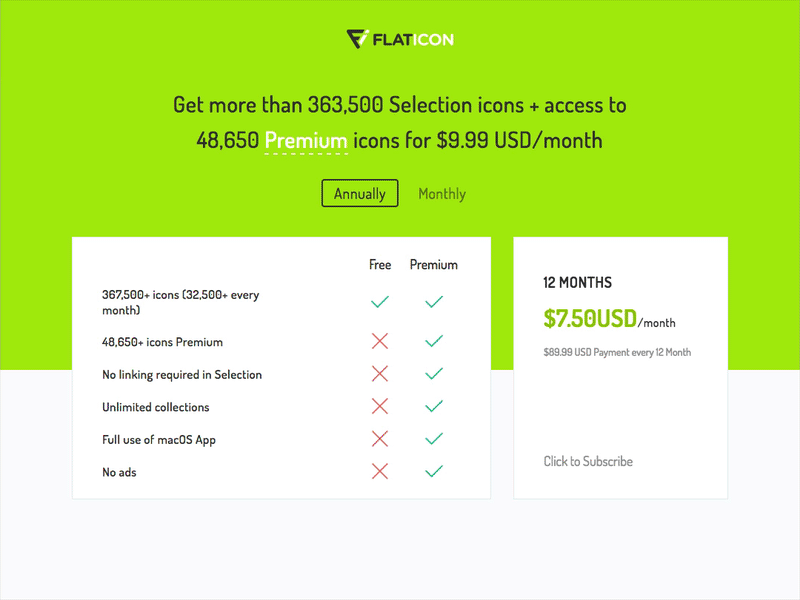 FLATICON
Get more than 363,500 Selection icons + access to
48,650 Premium icons for $9.99 USD/month
Annually
Monthly
Free
Premium
367,500+ icons (32,500+ every
month)
48,650+ icons Premium
No linking required in Selection
Unlimited collections
Full use of macOS App
No ads
12 MONTHS
$7.50USD/month
$89.99 USD Payment every 12 Month
Click to Subscribe